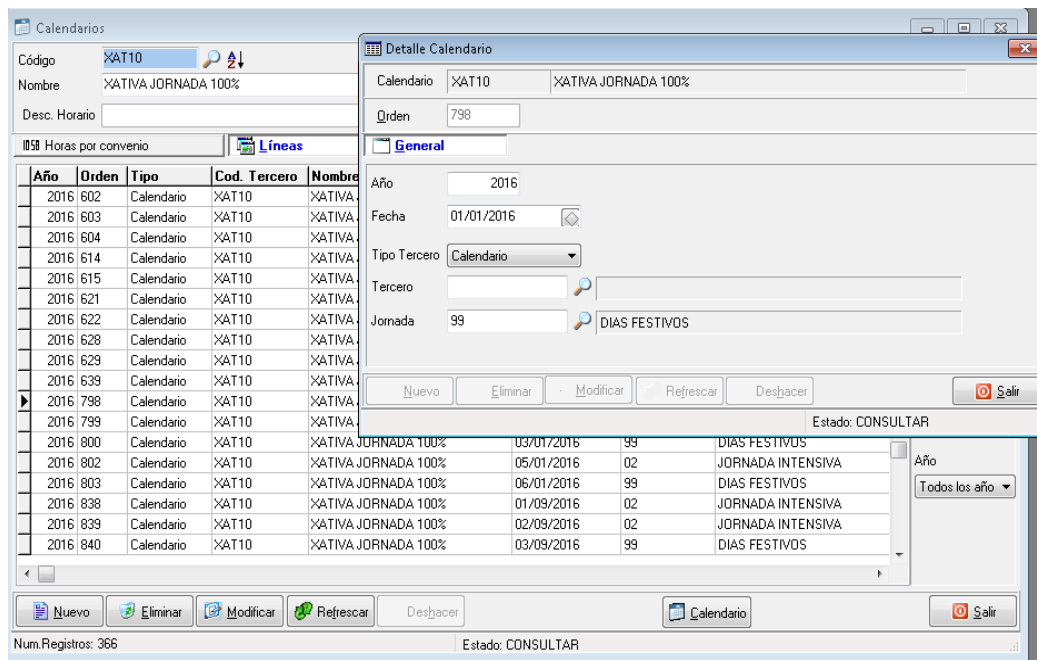 Calendarios
Código XAT10
Nombre XATIVA JORNADA 100%
Desc. Horario
Horas por convenio Líneas
Detalle Calendario
Calendario XAT10 XATIVA JORNADA 100%
Orden 798
General
Año 2016
Fecha 01/01/2016
Tipo Tercero Calendario
Tercero
Jornada 99 DIAS FESTIVOS
Nuevo Eliminar Modificar Refrescar Deshacer Salir
Estado: CONSULTAR
Año Orden Tipo Cod. Tercero Nombre
2016 602 Calendario XAT10 XATIVA
2016 603 Calendario XAT10 XATIVA
2016 604 Calendario XAT10 XATIVA
2016 614 Calendario XAT10 XATIVA
2016 615 Calendario XAT10 XATIVA
2016 621 Calendario XAT10 XATIVA
2016 622 Calendario XAT10 XATIVA
2016 628 Calendario XAT10 XATIVA
2016 629 Calendario XAT10 XATIVA
2016 639 Calendario XAT10 XATIVA
2016 798 Calendario XAT10 XATIVA
2016 799 Calendario XAT10 XATIVA
2016 800 Calendario XAT10 XATIVA JORNADA 100% 03/01/2016 99 DIAS FESTIVOS
2016 802 Calendario XAT10 XATIVA JORNADA 100% 05/01/2016 02 JORNADA INTENSIVA
2016 803 Calendario XAT10 XATIVA JORNADA 100% 06/01/2016 99 DIAS FESTIVOS
2016 838 Calendario XAT10 XATIVA JORNADA 100% 01/09/2016 02 JORNADA INTENSIVA
2016 839 Calendario XAT10 XATIVA JORNADA 100% 02/09/2016 02 JORNADA INTENSIVA
2016 840 Calendario XAT10 XATIVA JORNADA 100% 03/09/2016 99 DIAS FESTIVOS
Año
Todos los año
Nuevo Eliminar Modificar Refrescar Deshacer Calendario Salir
Num.Registros: 366 Estado: CONSULTAR